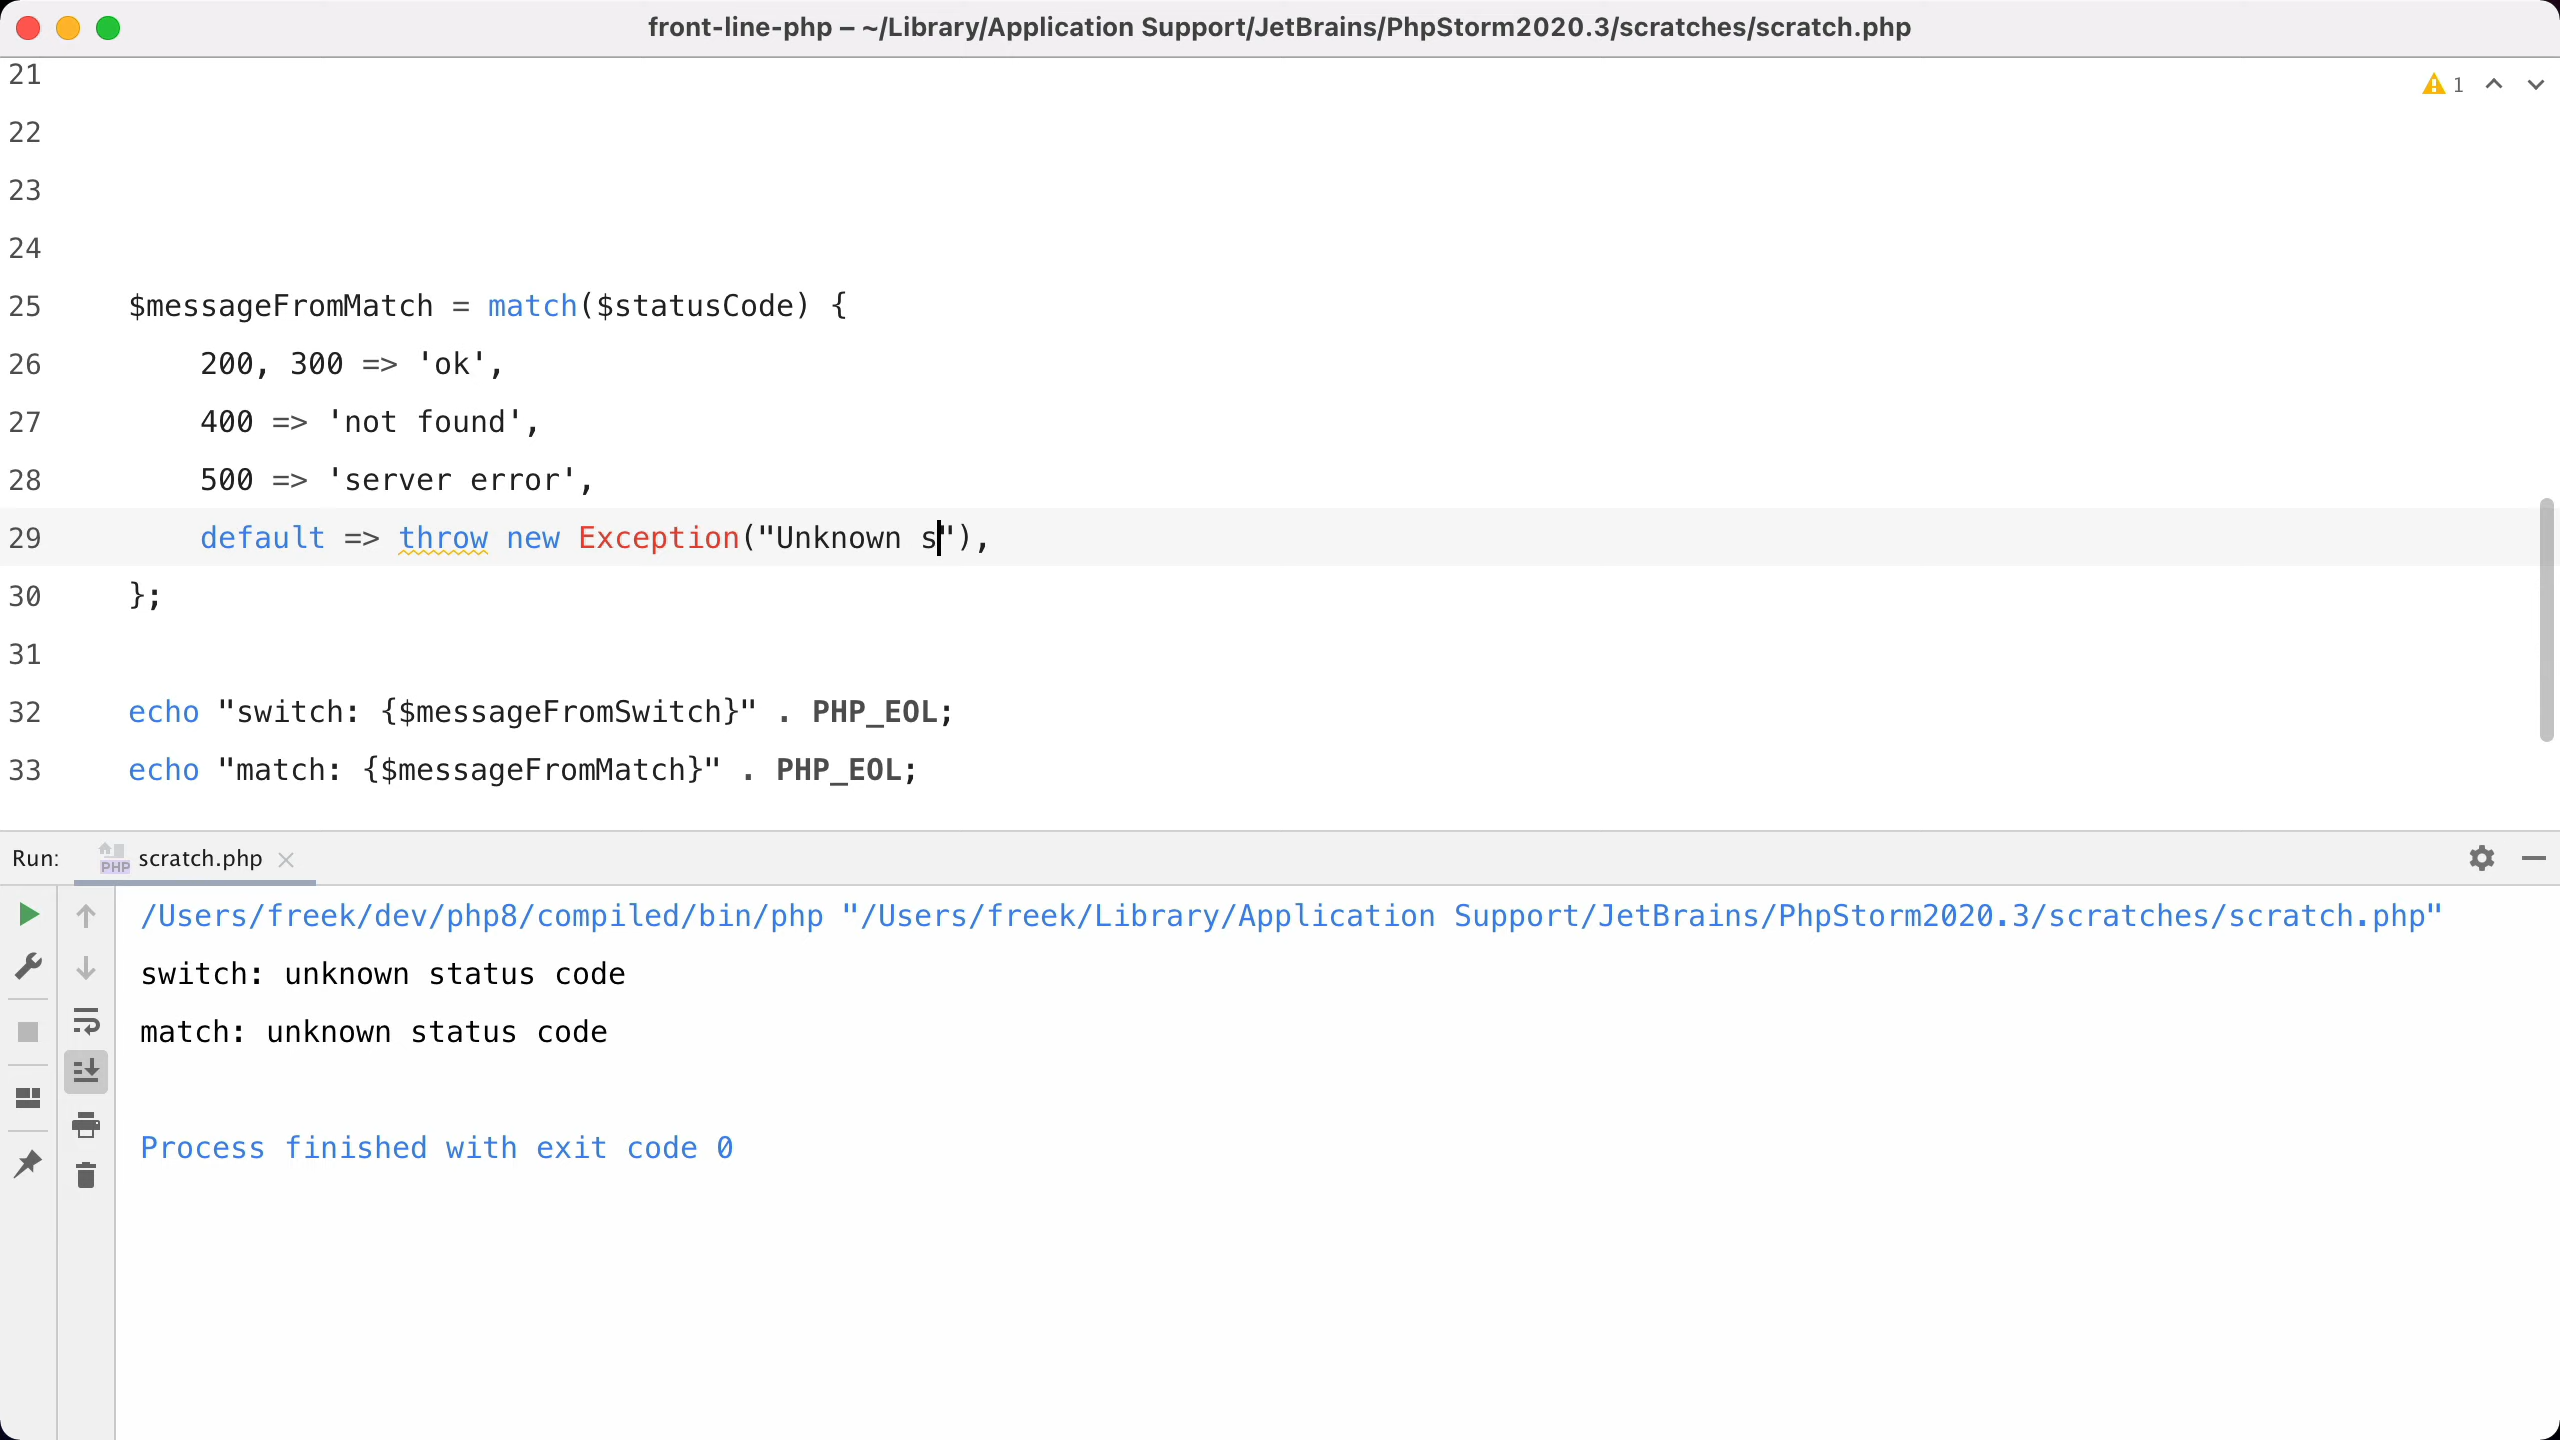 front-line-php – ~/Library/Application Support/JetBrains/PhpStorm2020.3/scratches/scratch.php
21
1
22
23
24
25 $messageFromMatch = match($statusCode) {
26 200, 300 => 'ok',
27 400 => 'not found',
28 500 => 'server error',
29 default => throw new Exception("Unknown s"),
30 };
31
32 echo "switch: {$messageFromSwitch}" . PHP_EOL;
33 echo "match: {$messageFromMatch}" . PHP_EOL;
Run: PHP scratch.php
/Users/freek/dev/php8/compiled/bin/php "/Users/freek/Library/Application Support/JetBrains/PhpStorm2020.3/scratches/scratch.php"
switch: unknown status code
match: unknown status code
Process finished with exit code 0